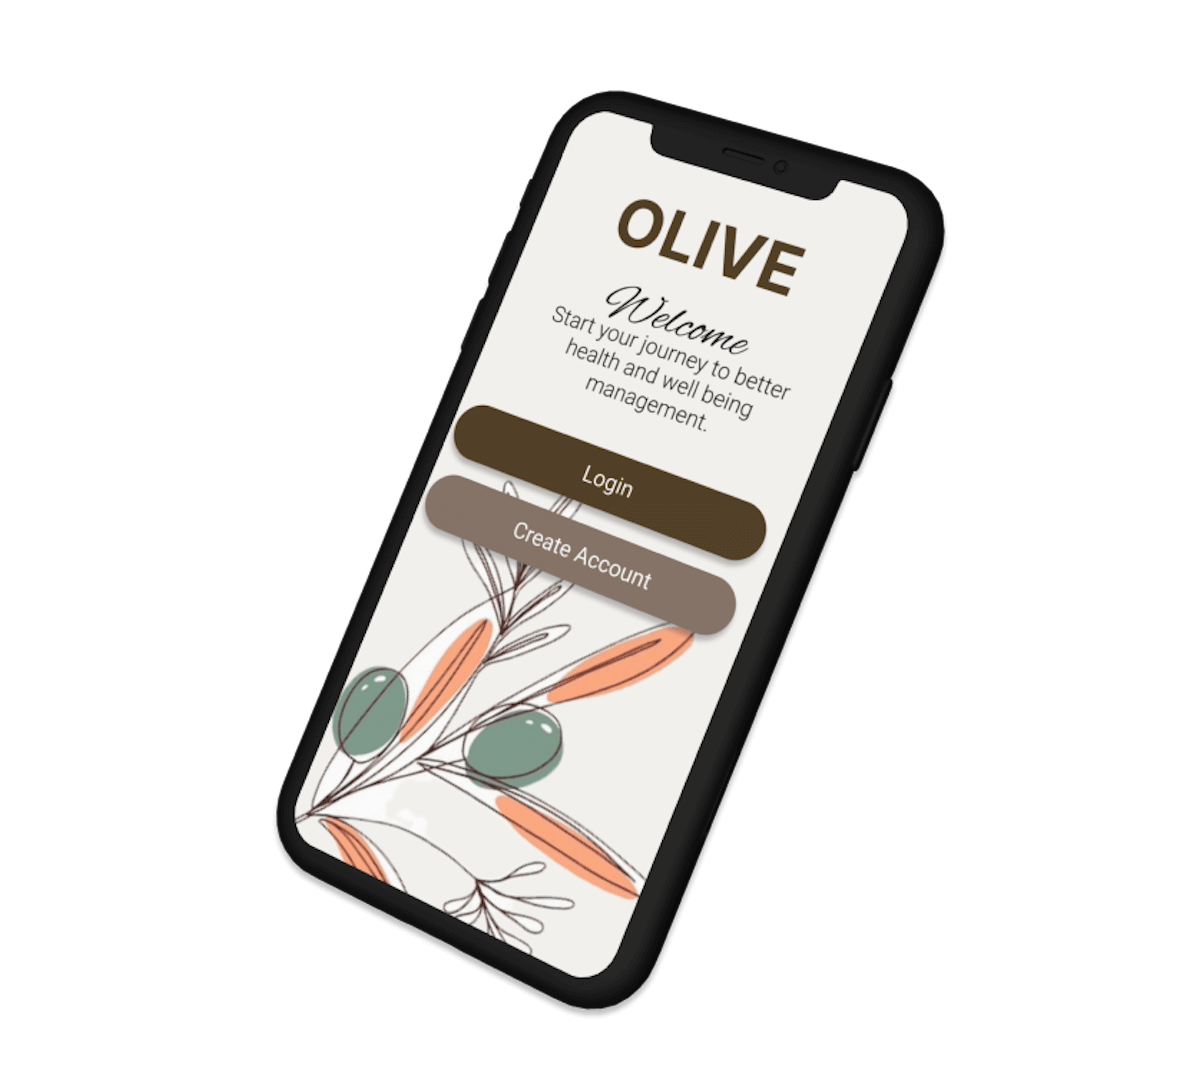 OLIVE
Welcome
Start your journey to better
health and well being
management.
Login
Create Account